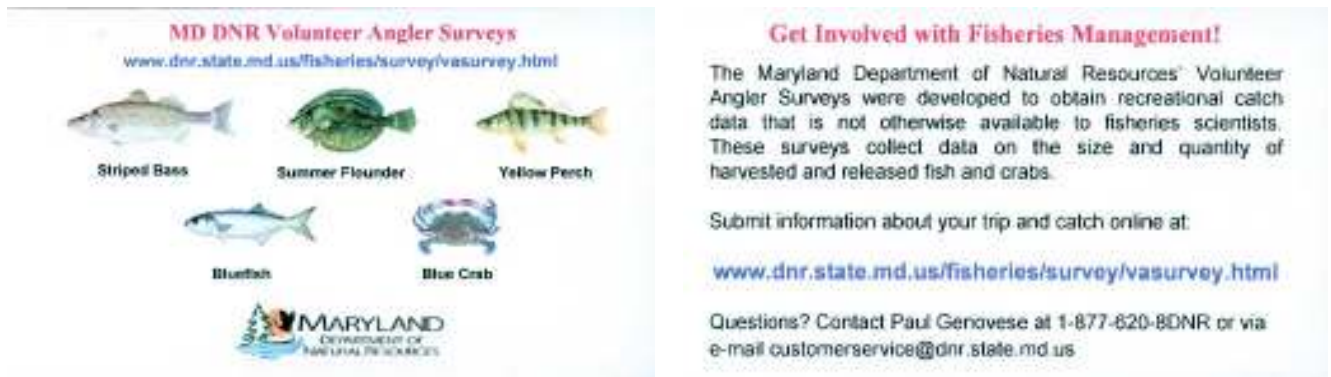 MD DNR Volunteer Angler Surveys
www.dnr.state.md.us/fisheries/survey/vasurvey.html
Striped Bass
Summer Flounder
Yellow Perch
Bluefish
Blue Crab
MARYLAND
DEPARTMENT OF
NATURAL RESOURCES
Get Involved with Fisheries Management!
The Maryland Department of Natural Resources' Volunteer
Angler Surveys were developed to obtain recreational catch
data that is not otherwise available to fisheries scientists.
These surveys collect data on the size and quantity of
harvested and released fish and crabs.
Submit information about your trip and catch online at:
www.dnr.state.md.us/fisheries/survey/vasurvey.html
Questions? Contact Paul Genovese at 1-877-620-8DNR or via
e-mail customerservice@dnr.state.md.us